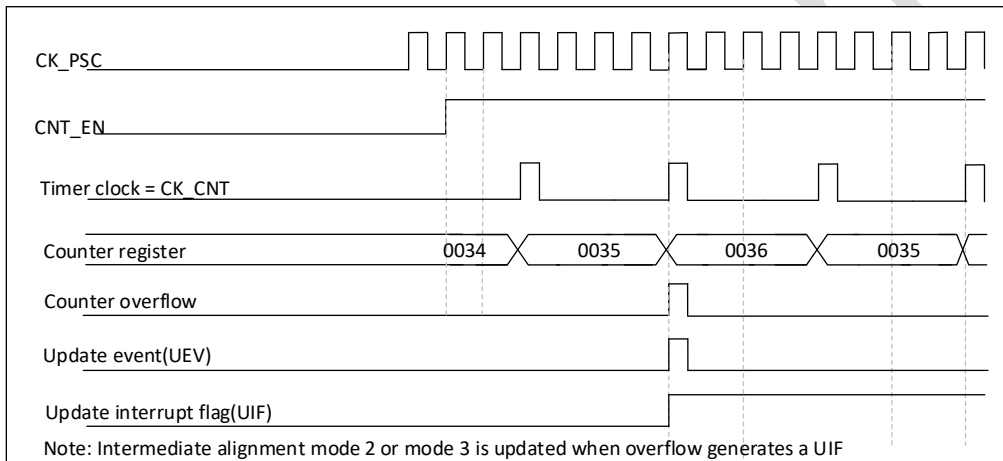 CK_PSC
CNT_EN
Timer clock = CK_CNT
Counter register 0034 0035 0036 0035
Counter overflow
Update event(UEV)
Update interrupt flag(UIF)
Note: Intermediate alignment mode 2 or mode 3 is updated when overflow generates a UIF